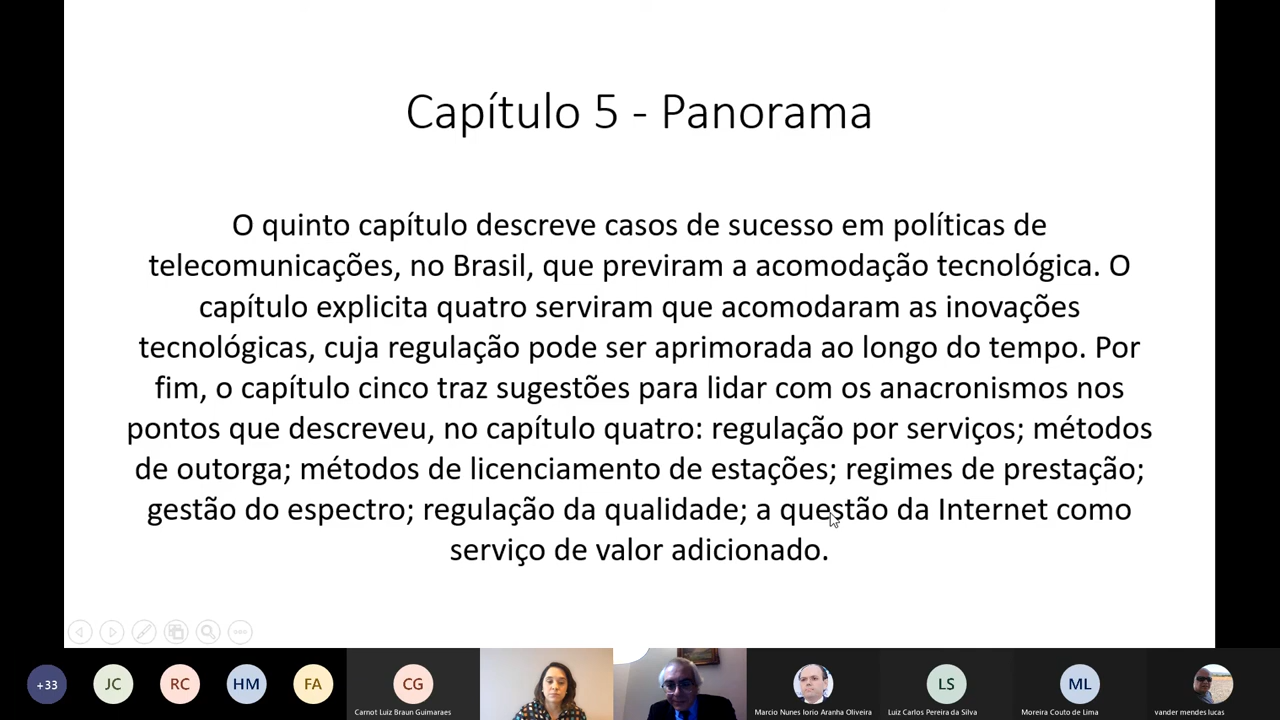 Capítulo 5 - Panorama
O quinto capítulo descreve casos de sucesso em políticas de
telecomunicações, no Brasil, que previram a acomodação tecnológica. O
capítulo explicita quatro serviram que acomodaram as inovações
tecnológicas, cuja regulação pode ser aprimorada ao longo do tempo. Por
fim, o capítulo cinco traz sugestões para lidar com os anacronismos nos
pontos que descreveu, no capítulo quatro: regulação por serviços; métodos
de outorga; métodos de licenciamento de estações; regimes de prestação;
gestão do espectro; regulação da qualidade; a questão da Internet como
serviço de valor adicionado.
+33 JC RC HM FA CG LS ML
Carnot Luiz Braun Guimaraes Marcio Nunes Iorio Aranha Oliveira Luiz Carlos Pereira da Silva Moreira Couto de Lima vander mendes lucas